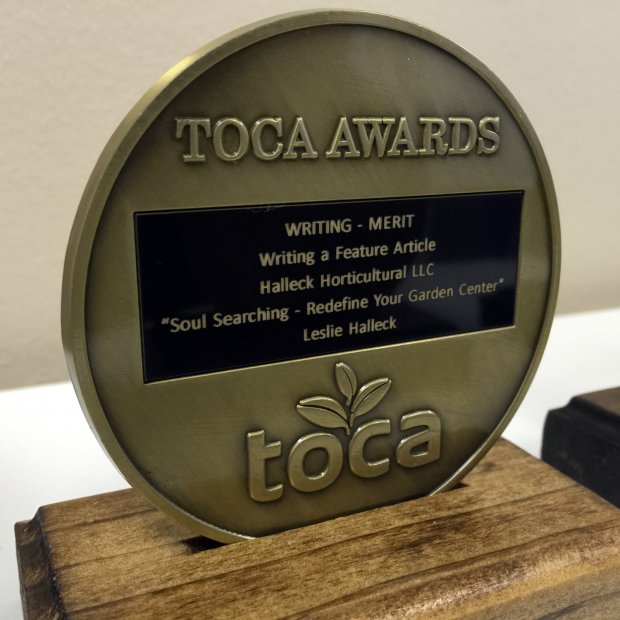 TOCA AWARDS
WRITING - MERIT
Writing a Feature Article
Halleck Horticultural LLC
“Soul Searching - Redefine Your Garden Center”
Leslie Halleck
toca